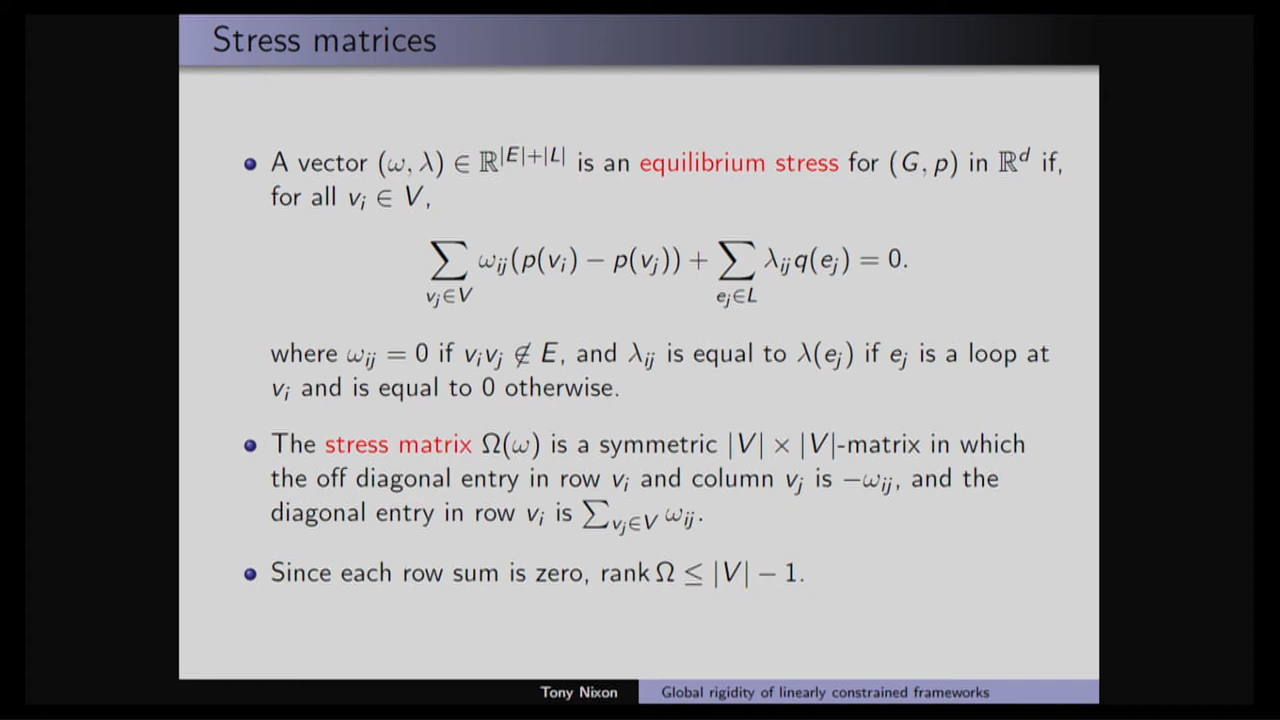 Stress matrices
A vector (ω, λ) ∈ ℝ^{|E|+|L|} is an equilibrium stress for (G, p) in ℝ^d if,
for all v_i ∈ V,
∑_{v_j∈V} ω_{ij}(p(v_i) − p(v_j)) + ∑_{e_j∈L} λ_{ij}q(e_j) = 0.
where ω_{ij} = 0 if v_iv_j ∉ E, and λ_{ij} is equal to λ(e_j) if e_j is a loop at
v_i and is equal to 0 otherwise.
The stress matrix Ω(ω) is a symmetric |V| × |V|-matrix in which
the off diagonal entry in row v_i and column v_j is −ω_{ij}, and the
diagonal entry in row v_i is ∑_{v_j∈V} ω_{ij}.
Since each row sum is zero, rank Ω ≤ |V| − 1.
Tony Nixon
Global rigidity of linearly constrained frameworks